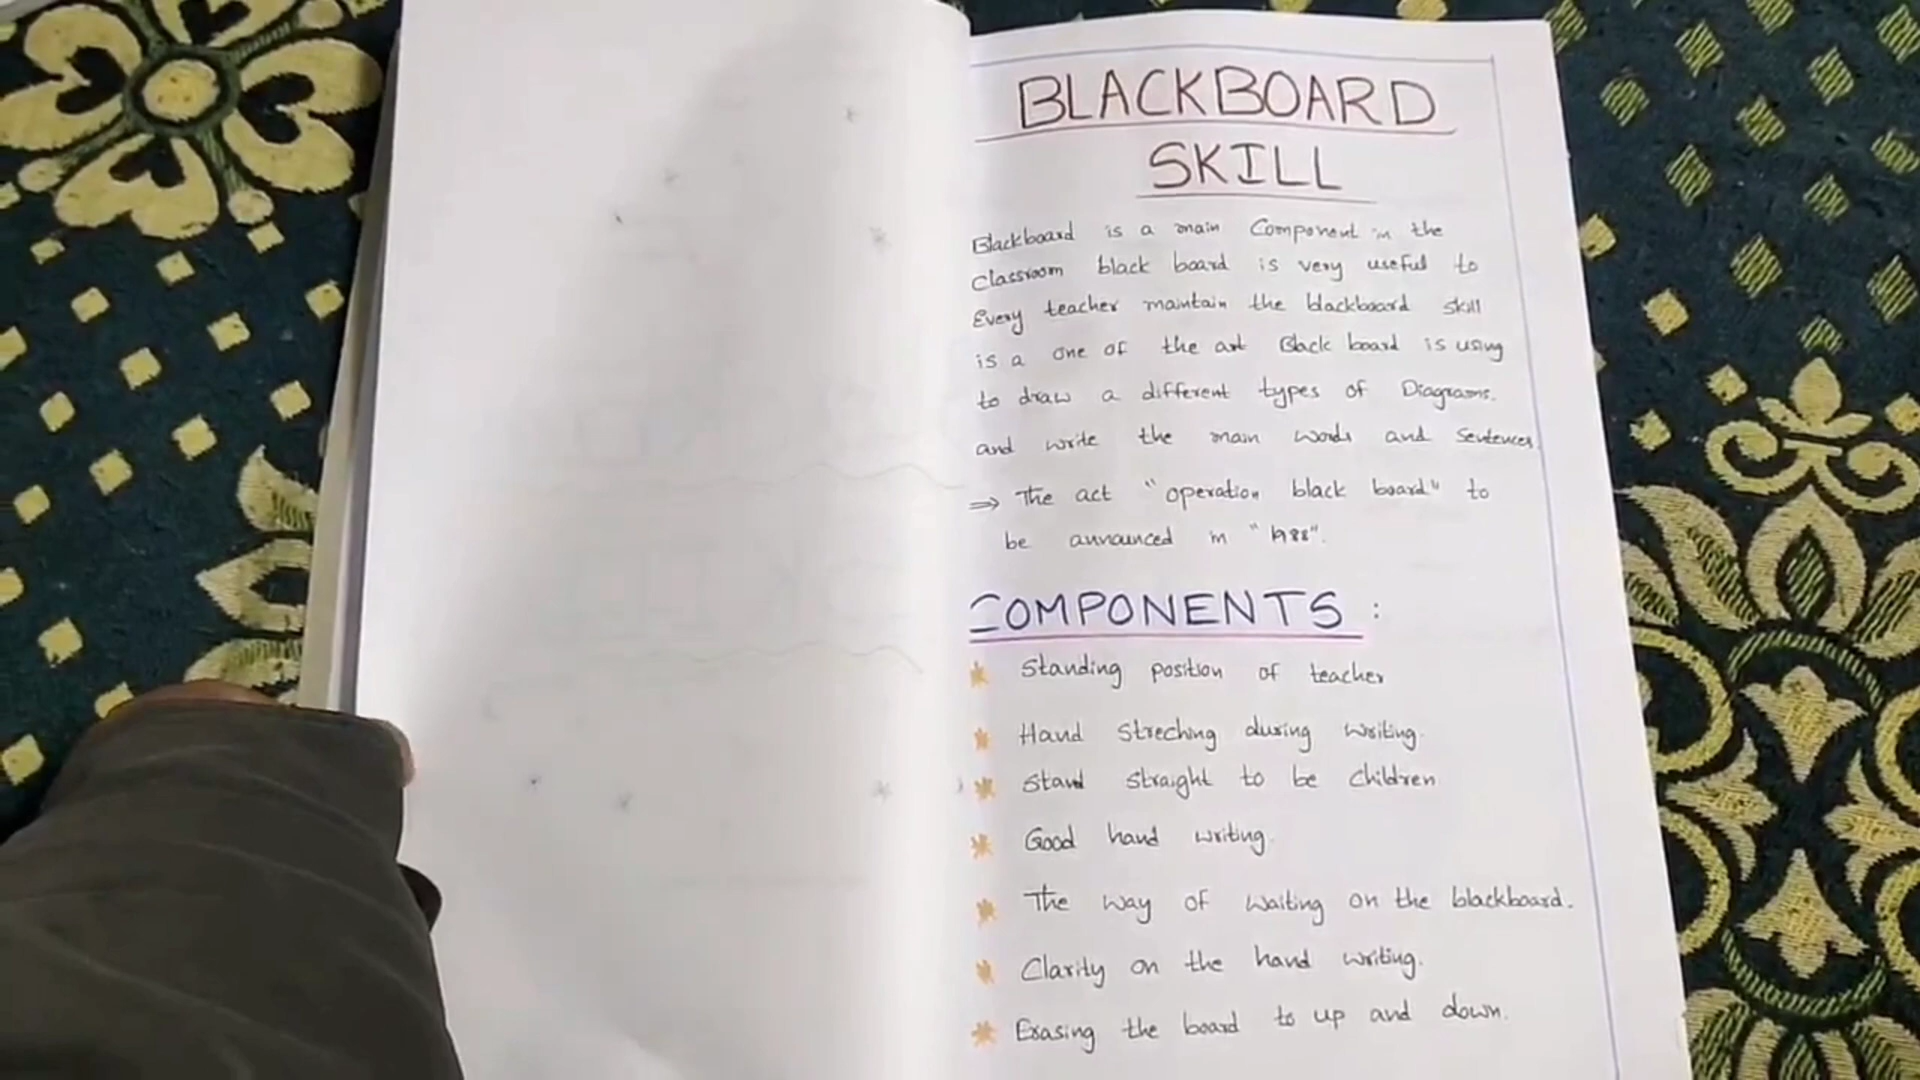 BLACKBOARD
SKILL
Blackboard is a main Component in the
Classroom black board is very useful to
Every teacher maintain the blackboard skill
is a one of the art Black board is using
to draw a different types of Diagrams.
and write the main words and Sentences.
⇒ The act "operation black board" to
be announced in "1988".
COMPONENTS :
Standing position of teacher
Hand Streching during writing.
Stand straight to be Children
Good hand writing.
The way of waiting on the blackboard.
Clarity on the hand writing.
Erasing the board to up and down.